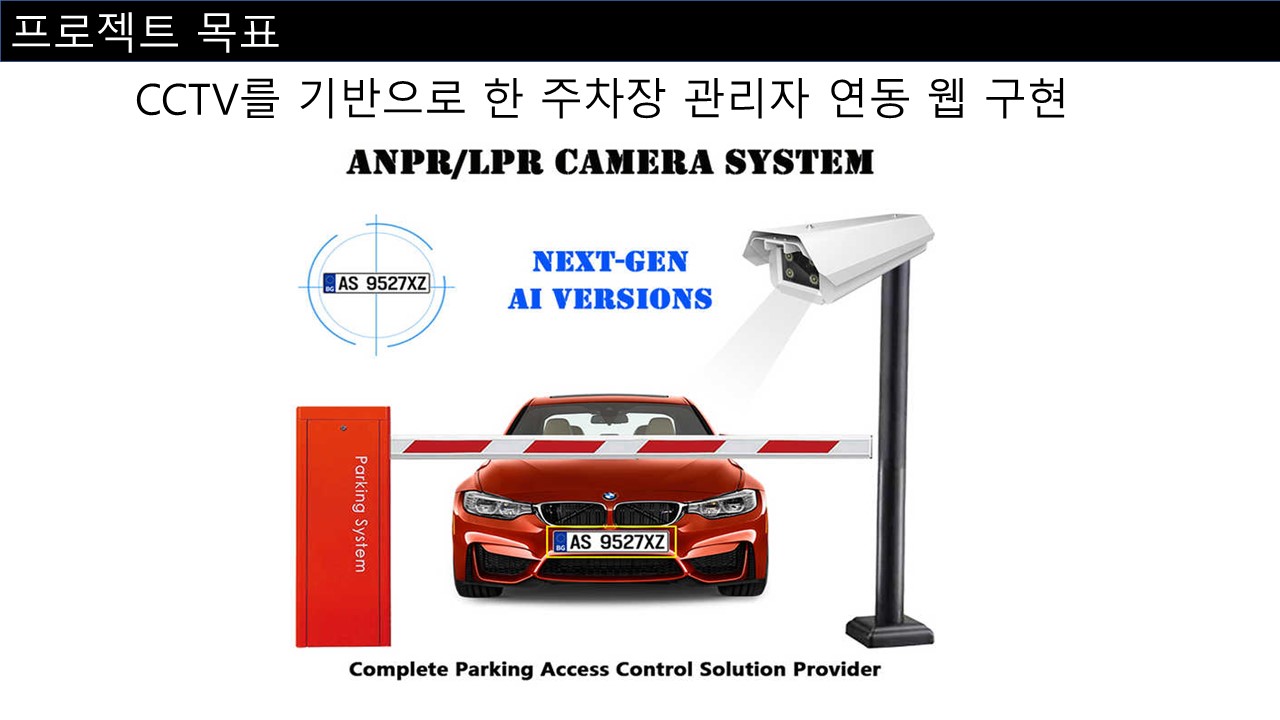 프로젝트 목표
CCTV를 기반으로 한 주차장 관리자 연동 웹 구현
ANPR/LPR CAMERA SYSTEM
NEXT-GEN
AI VERSIONS
BG AS 9527XZ
Parking System
BG AS 9527XZ
Complete Parking Access Control Solution Provider